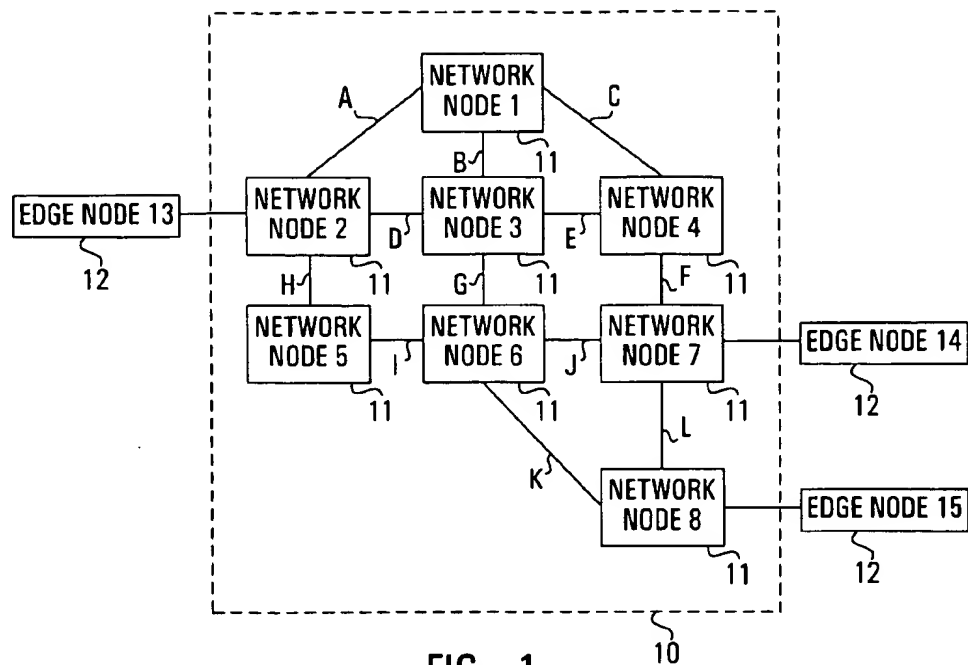 NETWORK
NODE 1
A
C
11
B
EDGE NODE 13
12
NETWORK
NODE 2
D
NETWORK
NODE 3
E
NETWORK
NODE 4
11
11
11
H
G
F
NETWORK
NODE 5
I
NETWORK
NODE 6
J
NETWORK
NODE 7
EDGE NODE 14
11
11
11
12
K
L
NETWORK
NODE 8
EDGE NODE 15
11
12
10
FIG. 1